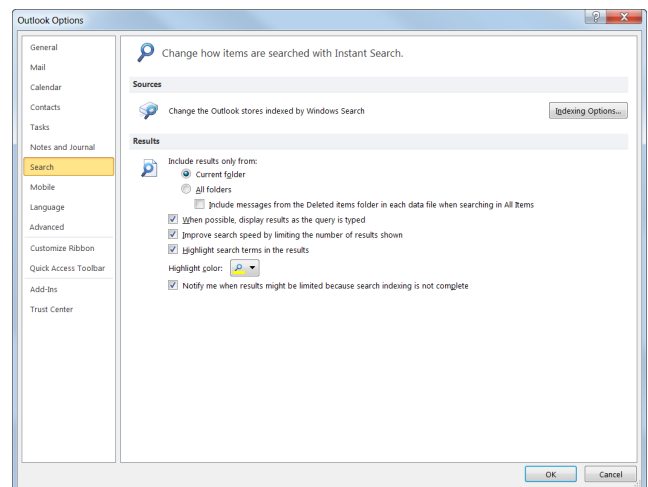 Outlook Options
General
Mail
Calendar
Contacts
Tasks
Notes and Journal
Search
Mobile
Language
Advanced
Customize Ribbon
Quick Access Toolbar
Add-Ins
Trust Center
Change how items are searched with Instant Search.
Sources
Change the Outlook stores indexed by Windows Search
Indexing Options...
Results
Include results only from:
Current folder
All folders
Include messages from the Deleted items folder in each data file when searching in All Items
When possible, display results as the query is typed
Improve search speed by limiting the number of results shown
Highlight search terms in the results
Highlight color:
Notify me when results might be limited because search indexing is not complete
OK
Cancel